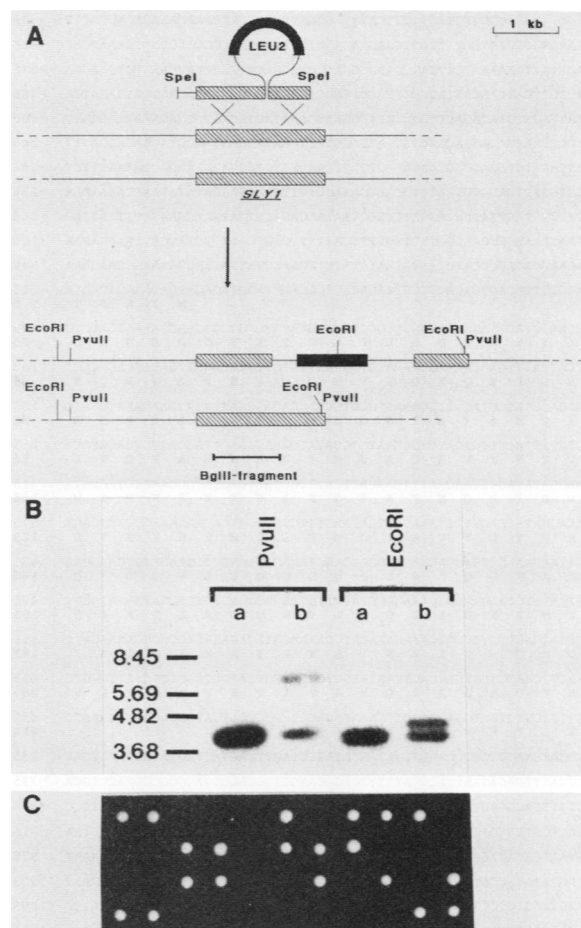 A
LEU2
1 kb
SpeI
SpeI
SLY1
EcoRI
PvuII
EcoRI
EcoRI
PvuII
EcoRI
PvuII
EcoRI
PvuII
BglII-fragment
B
PvuII
EcoRI
a
b
a
b
8.45
5.69
4.82
3.68
C